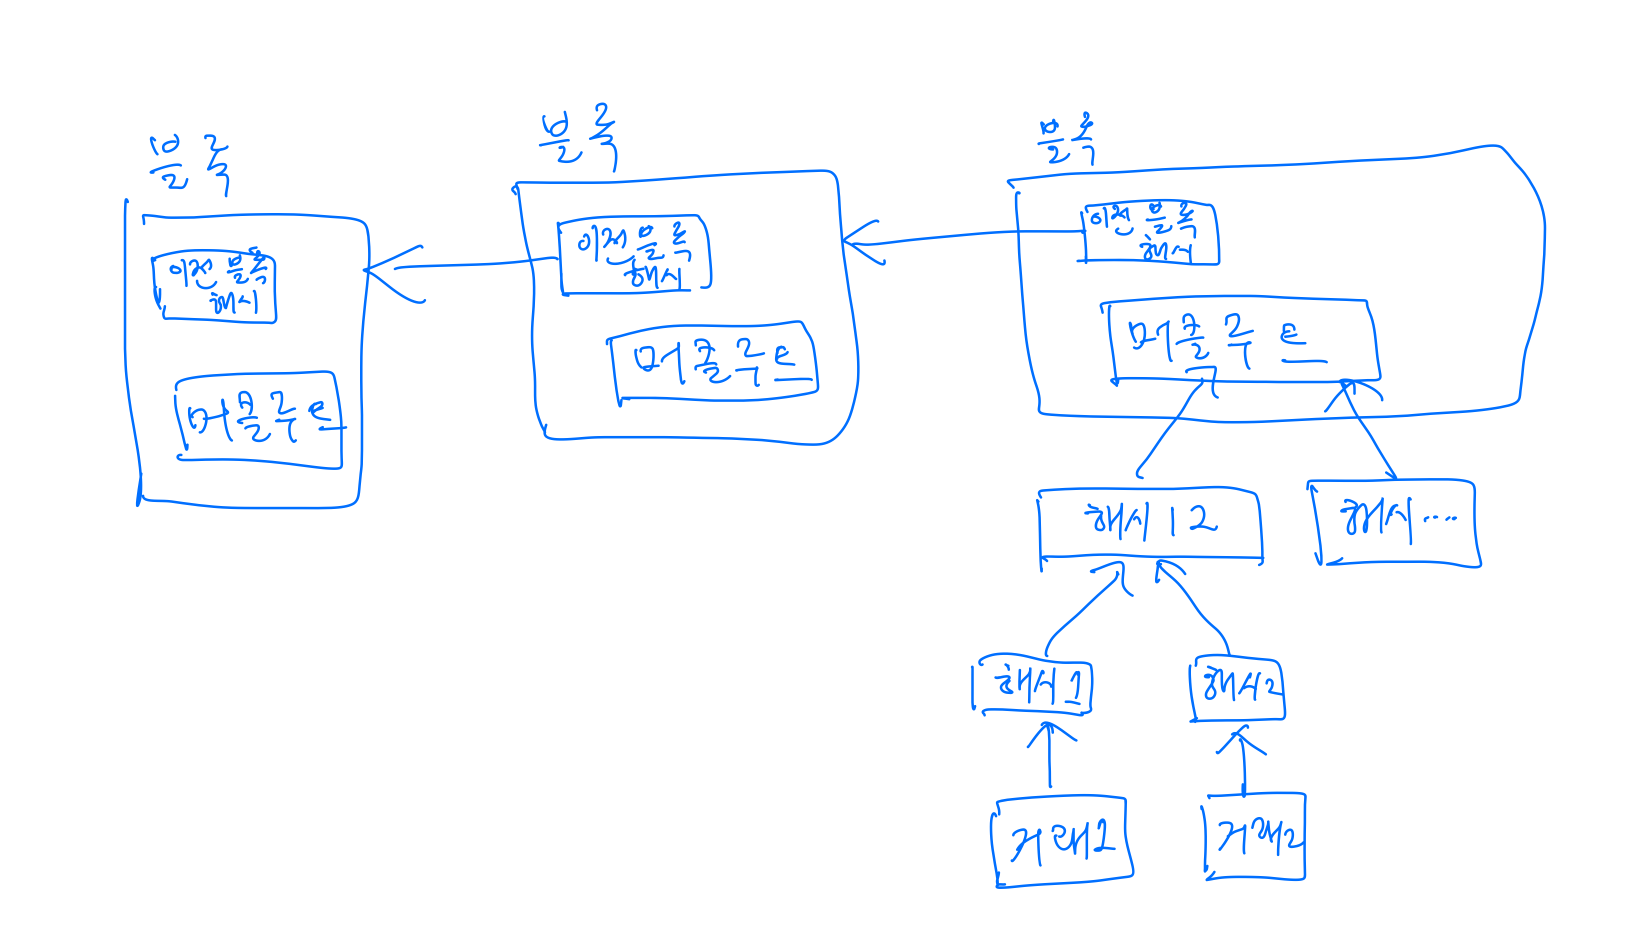 블록
이전 블록
해시
머클루트
블록
이전 블록
해시
머클루트
블록
이전 블록
해시
머클루트
해시 12
해시....
해시1
해시2
거래1
거래2